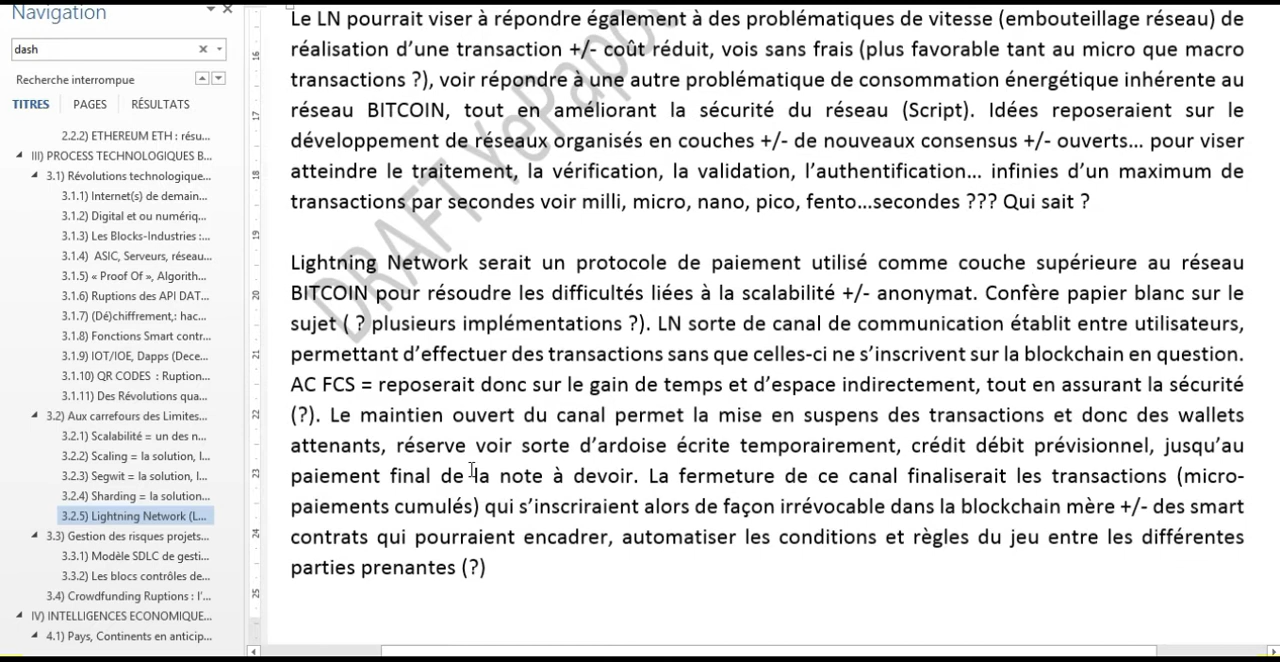 Navigation
dash
Recherche interrompue
TITRES PAGES RÉSULTATS
2.2.2) ETHEREUM ETH : résu...
III) PROCESS TECHNOLOGIQUES B...
3.1) Révolutions technologique...
3.1.1) Internet(s) de demain...
3.1.2) Digital et ou numériq...
3.1.3) Les Blocks-Industries :...
3.1.4) ASIC, Serveurs, réseau...
3.1.5) « Proof Of », Algorith...
3.1.6) Ruptions des API DAT...
3.1.7) (Dé)chiffrement,: hac...
3.1.8) Fonctions Smart contr...
3.1.9) IOT/IOE, Dapps (Dece...
3.1.10) QR CODES : Ruption...
3.1.11) Des Révolutions qua...
3.2) Aux carrefours des Limites...
3.2.1) Scalabilité = un des n...
3.2.2) Scaling = la solution, l...
3.2.3) Segwit = la solution, l...
3.2.4) Sharding = la solution...
3.2.5) Lightning Network (L...
3.3) Gestion des risques projets...
3.3.1) Modèle SDLC de gesti...
3.3.2) Les blocs contrôles de...
3.4) Crowdfunding Ruptions : l'...
IV) INTELLIGENCES ECONOMIQUE...
4.1) Pays, Continents en anticip...
16
17
18
19
20
21
22
23
24
25
Le LN pourrait viser à répondre également à des problématiques de vitesse (embouteillage réseau) de
réalisation d'une transaction +/- coût réduit, vois sans frais (plus favorable tant au micro que macro
transactions ?), voir répondre à une autre problématique de consommation énergétique inhérente au
réseau BITCOIN, tout en améliorant la sécurité du réseau (Script). Idées reposeraient sur le
développement de réseaux organisés en couches +/- de nouveaux consensus +/- ouverts... pour viser
atteindre le traitement, la vérification, la validation, l'authentification... infinies d'un maximum de
transactions par secondes voir milli, micro, nano, pico, fento...secondes ??? Qui sait ?
Lightning Network serait un protocole de paiement utilisé comme couche supérieure au réseau
BITCOIN pour résoudre les difficultés liées à la scalabilité +/- anonymat. Confère papier blanc sur le
sujet ( ? plusieurs implémentations ?). LN sorte de canal de communication établit entre utilisateurs,
permettant d'effectuer des transactions sans que celles-ci ne s'inscrivent sur la blockchain en question.
AC FCS = reposerait donc sur le gain de temps et d'espace indirectement, tout en assurant la sécurité
(?). Le maintien ouvert du canal permet la mise en suspens des transactions et donc des wallets
attenants, réserve voir sorte d'ardoise écrite temporairement, crédit débit prévisionnel, jusqu'au
paiement final de la note à devoir. La fermeture de ce canal finaliserait les transactions (micro-
paiements cumulés) qui s'inscriraient alors de façon irrévocable dans la blockchain mère +/- des smart
contrats qui pourraient encadrer, automatiser les conditions et règles du jeu entre les différentes
parties prenantes (?)
DRAFT YePapo